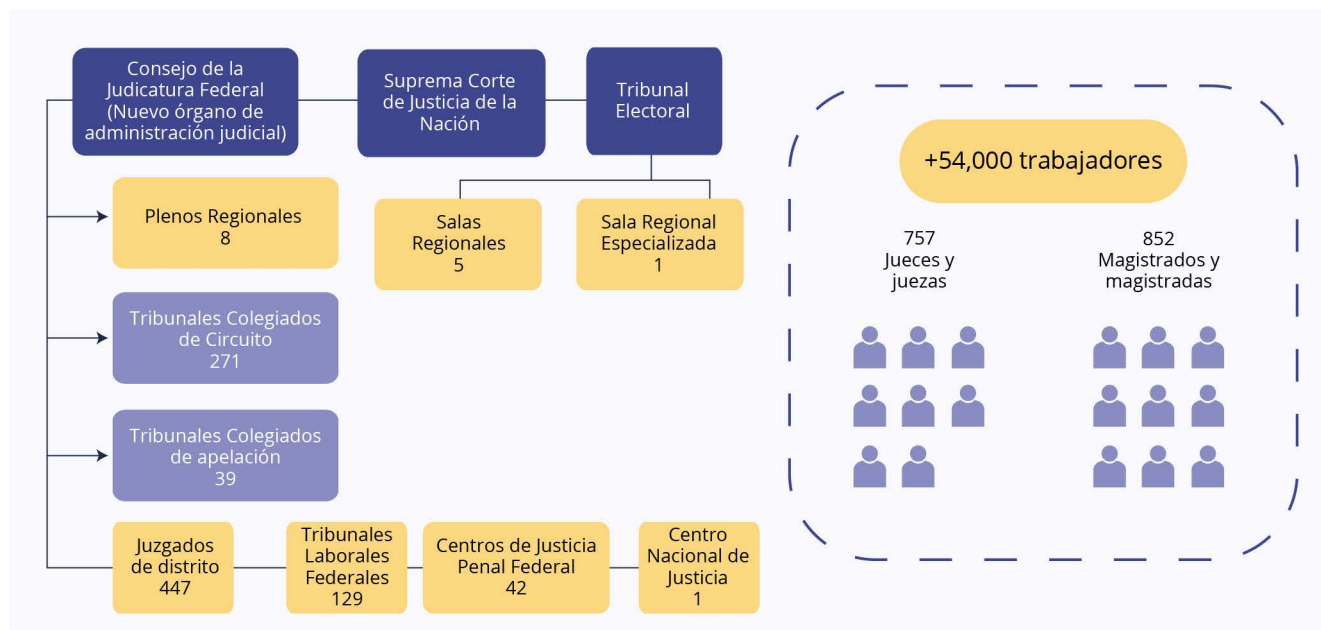 Consejo de la
Judicatura Federal
(Nuevo órgano de
administración judicial)
Suprema Corte
de Justicia de la
Nación
Tribunal
Electoral
Plenos Regionales
8
Salas
Regionales
5
Sala Regional
Especializada
1
Tribunales Colegiados
de Circuito
271
Tribunales Colegiados
de apelación
39
Juzgados
de distrito
447
Tribunales
Laborales
Federales
129
Centros de Justicia
Penal Federal
42
Centro
Nacional de
Justicia
1
+54,000 trabajadores
757
Jueces y
juezas
852
Magistrados y
magistradas